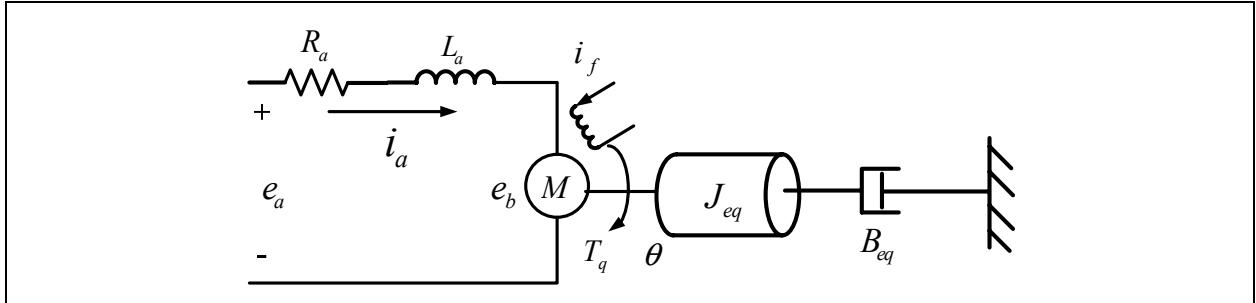 R_a
L_a
i_f
+
i_a
e_a
e_b
M
J_eq
B_eq
T_q
θ
-